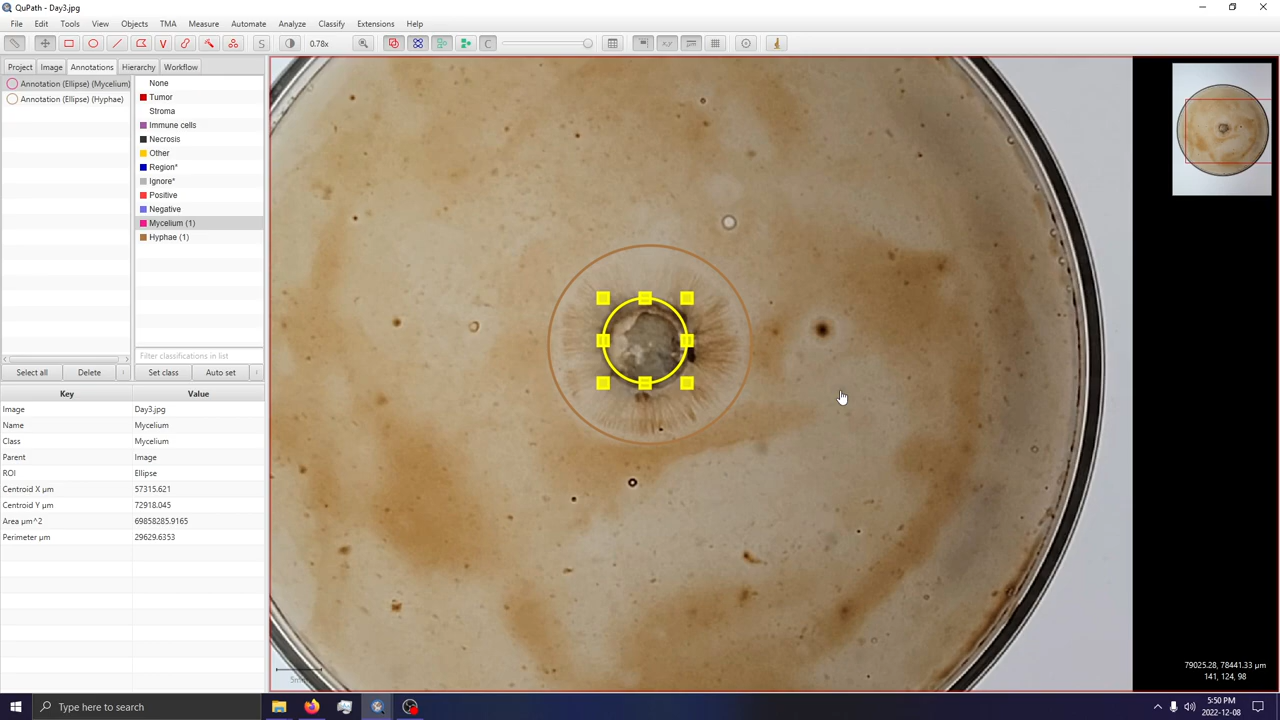 QuPath - Day3.jpg
File Edit Tools View Objects TMA Measure Automate Analyze Classify Extensions Help
S 0.78x C x,y
Project Image Annotations Hierarchy Workflow
Annotation (Ellipse) (Mycelium)
Annotation (Ellipse) (Hyphae)
None
Tumor
Stroma
Immune cells
Necrosis
Other
Region*
Ignore*
Positive
Negative
Mycelium (1)
Hyphae (1)
Filter classifications in list
Select all Delete Set class Auto set
Key Value
Image Day3.jpg
Name Mycelium
Class Mycelium
Parent Image
ROI Ellipse
Centroid X µm 57315.621
Centroid Y µm 72918.045
Area µm^2 69858285.9165
Perimeter µm 29629.6353
79025.28, 78441.33 µm
141, 124, 98
Type here to search
5:50 PM
2022-12-08